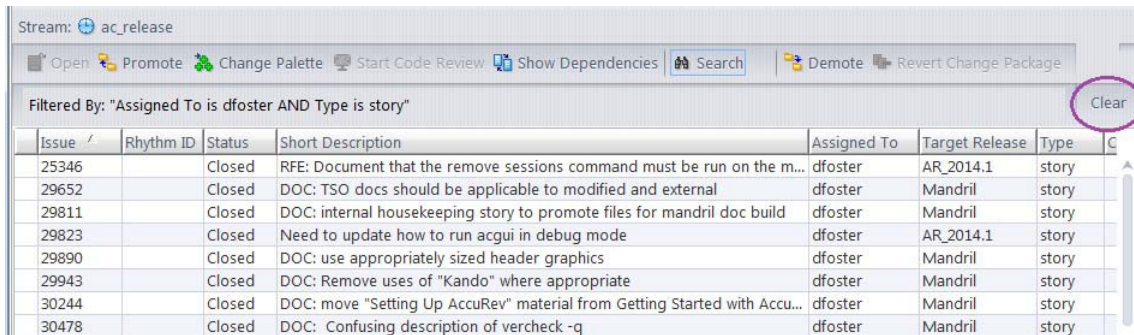 Stream: ac_release
Open Promote Change Palette Start Code Review Show Dependencies Search Demote Revert Change Package
Filtered By: "Assigned To is dfoster AND Type is story" Clear
Issue Rhythm ID Status Short Description Assigned To Target Release Type C
25346 Closed RFE: Document that the remove sessions command must be run on the m... dfoster AR_2014.1 story
29652 Closed DOC: TSO docs should be applicable to modified and external dfoster Mandril story
29811 Closed DOC: internal housekeeping story to promote files for mandril doc build dfoster Mandril story
29823 Closed Need to update how to run acgui in debug mode dfoster AR_2014.1 story
29890 Closed DOC: use appropriately sized header graphics dfoster Mandril story
29943 Closed DOC: Remove uses of "Kando" where appropriate dfoster Mandril story
30244 Closed DOC: move "Setting Up AccuRev" material from Getting Started with Accu... dfoster Mandril story
30478 Closed DOC: Confusing description of vercheck -q dfoster Mandril story